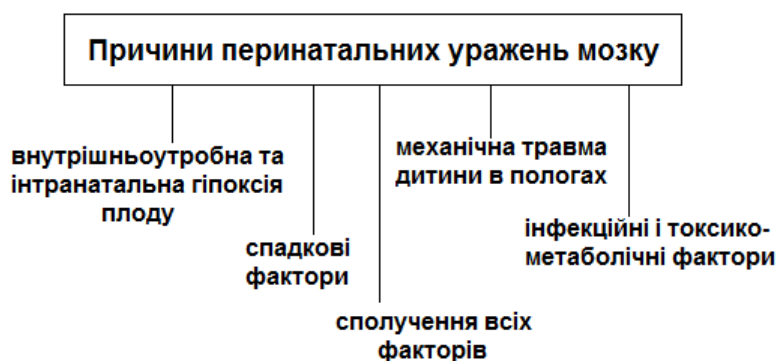 Причини перинатальних уражень мозку
внутрішньоутробна та
інтранатальна гіпоксія
плоду
спадкові
фактори
сполучення всіх
факторів
механічна травма
дитини в пологах
інфекційні і токсико-
метаболічні фактори